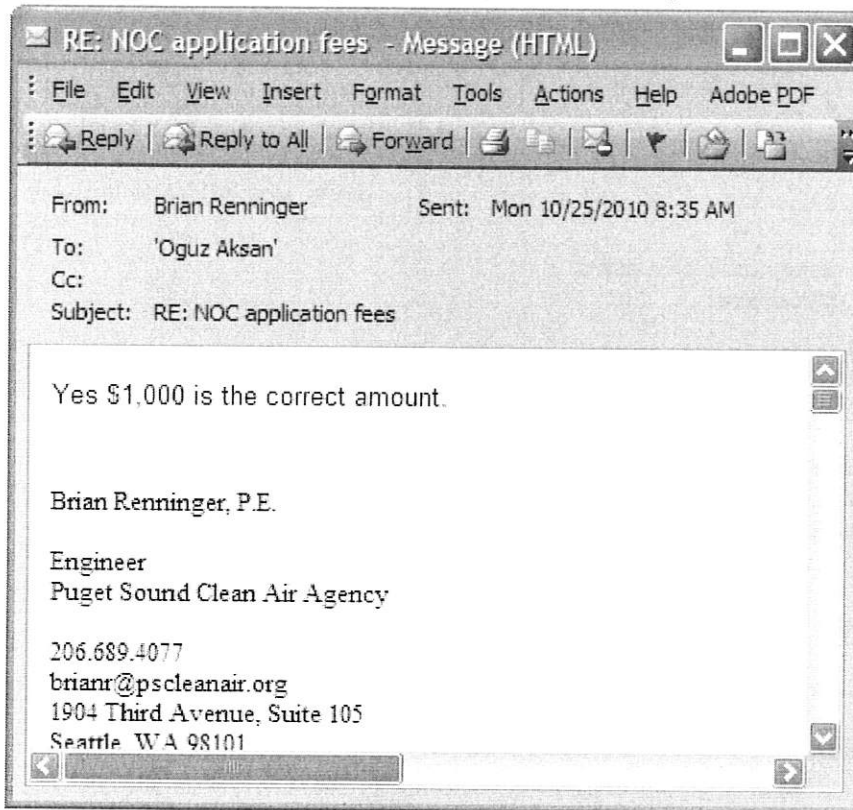 RE: NOC application fees - Message (HTML)
File Edit View Insert Format Tools Actions Help Adobe PDF
Reply Reply to All Forward
From: Brian Renninger Sent: Mon 10/25/2010 8:35 AM
To: 'Oguz Aksan'
Cc:
Subject: RE: NOC application fees
Yes $1,000 is the correct amount.
Brian Renninger, P.E.
Engineer
Puget Sound Clean Air Agency
206.689.4077
brianr@pscleanair.org
1904 Third Avenue, Suite 105
Seattle, WA 98101